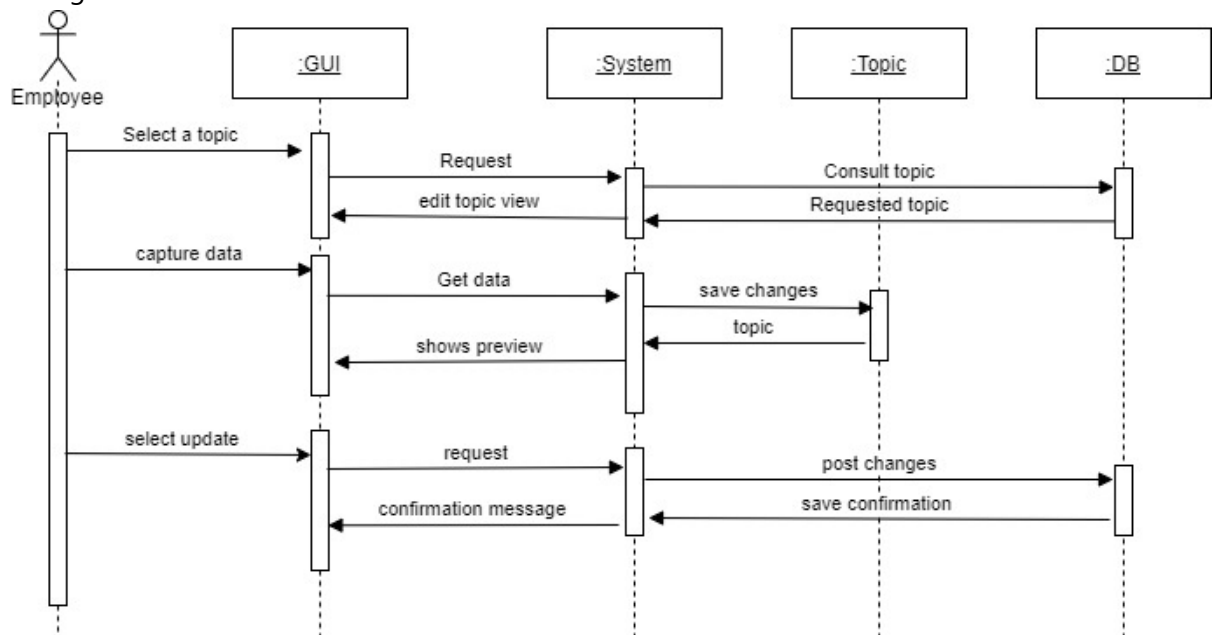 :GUI
:System
:Topic
:DB
Employee
Select a topic
Request
Consult topic
edit topic view
Requested topic
capture data
Get data
save changes
topic
shows preview
select update
request
post changes
confirmation message
save confirmation